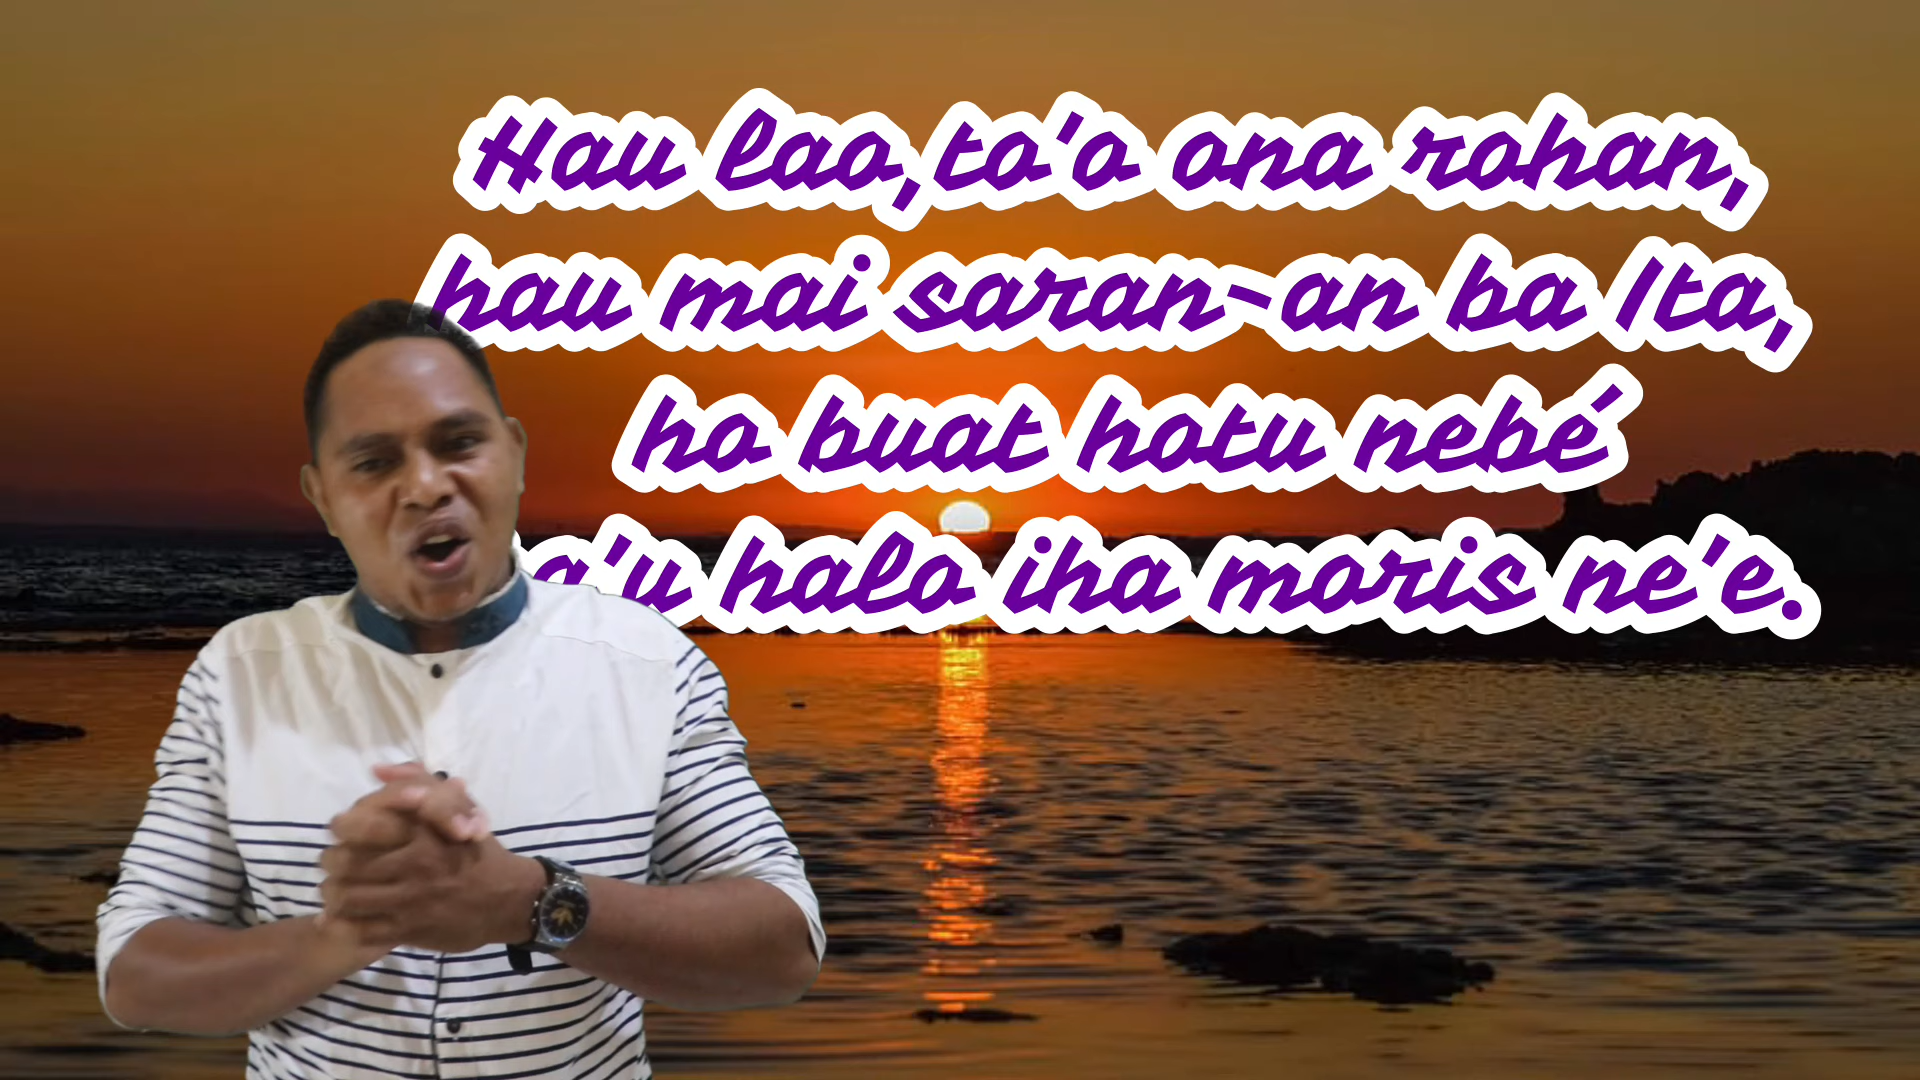 Hau lao,to'o ona rohan,
hau mai saran-an ba Ita,
ho buat hotu nebé
halo iha moris ne'e.